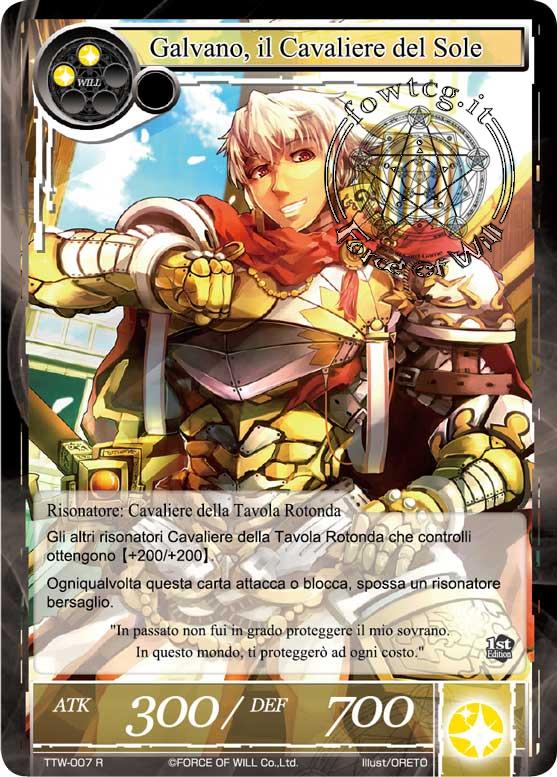 Galvano, il Cavaliere del Sole
WILL
fowtcg.it
Force of Will
Risonatore: Cavaliere della Tavola Rotonda
Gli altri risonatori Cavaliere della Tavola Rotonda che controlli
ottengono【+200/+200】.
Ogniqualvolta questa carta attacca o blocca, spossa un risonatore
bersaglio.
"In passato non fui in grado proteggere il mio sovrano.
In questo mondo, ti proteggerò ad ogni costo."
1st
Edition
ATK 300/ DEF 700
TTW-007 R ©FORCE OF WILL Co.,Ltd. Illust/ORETO